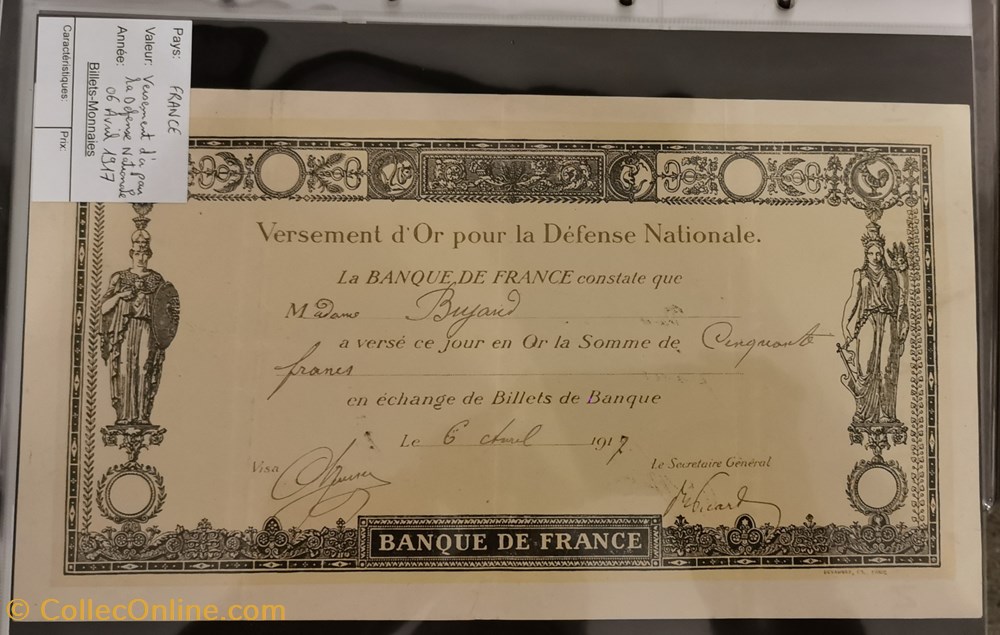 Pays: FRANCE
Valeur: Versement d'or pour
la Défense Nationale
Année: 06 Avril 1917
Billets-Monnaies
Caractéristiques: Prix:
Versement d'Or pour la Défense Nationale.
La BANQUE DE FRANCE constate que
Madame Bujard
a versé ce jour en Or la Somme de Cinquante
francs
en échange de Billets de Banque
Le 6 Avril 1917
Visa
Le Secrétaire Général
Picard
BANQUE DE FRANCE
© CollecOnline.com